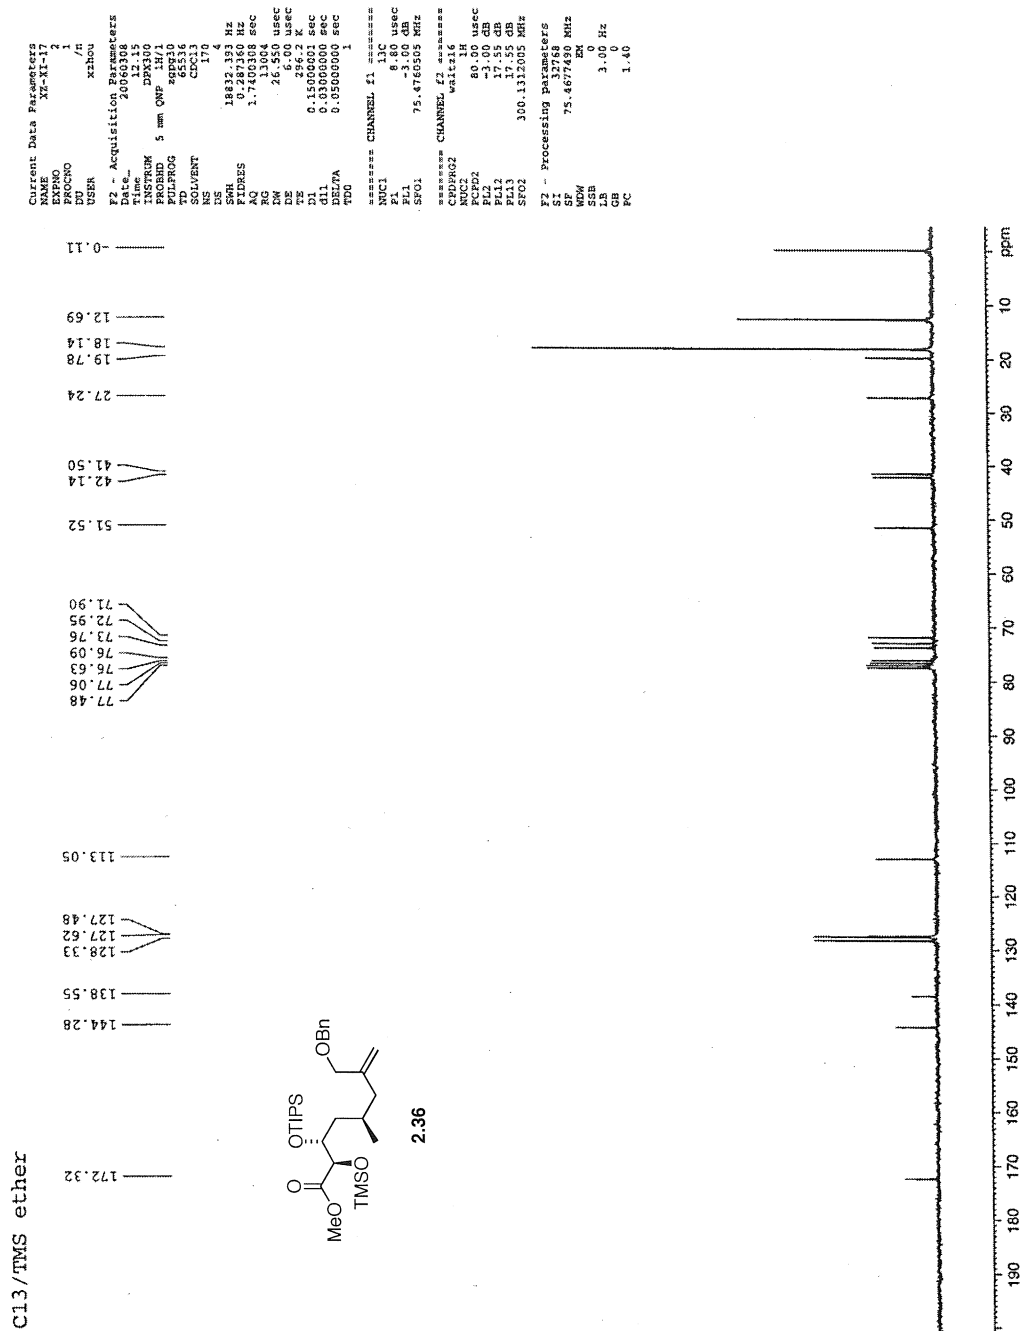 C13/TMS ether
Current Data Parameters
NAME XZ-XI-17
EXPNO 2
PROCNO 1
DU /n
USER xzhou
F2 - Acquisition Parameters
Date_ 20060308
Time 12.15
INSTRUM DPX300
PROBHD 5 mm QNP 1H/1
PULPROG zgpg30
TD 65536
SOLVENT CDCl3
NS 170
DS 4
SWH 18832.393 Hz
FIDRES 0.287360 Hz
AQ 1.7400308 sec
RG 13004
DW 26.550 usec
DE 6.00 usec
TE 296.2 K
D1 0.15000001 sec
d11 0.03000000 sec
DELTA 0.05000000 sec
TD0 1
======== CHANNEL f1 ========
NUC1 13C
P1 8.80 usec
PL1 -3.00 dB
SFO1 75.4760505 MHz
======== CHANNEL f2 ========
CPDPRG2 waltz16
NUC2 1H
PCPD2 80.00 usec
PL2 -3.00 dB
PL12 17.55 dB
PL13 17.55 dB
SFO2 300.1312005 MHz
F2 - Processing parameters
SI 32768
SF 75.4677490 MHz
WDW EM
SSB 0
LB 3.00 Hz
GB 0
PC 1.40
172.32
144.28
138.55
128.33
127.62
127.48
113.05
77.48
77.06
76.63
76.09
73.76
72.95
71.90
51.52
42.14
41.50
27.24
19.78
18.14
12.69
-0.11
O
MeO
TMSO
OTIPS
OBn
2.36
190 180 170 160 150 140 130 120 110 100 90 80 70 60 50 40 30 20 10 ppm